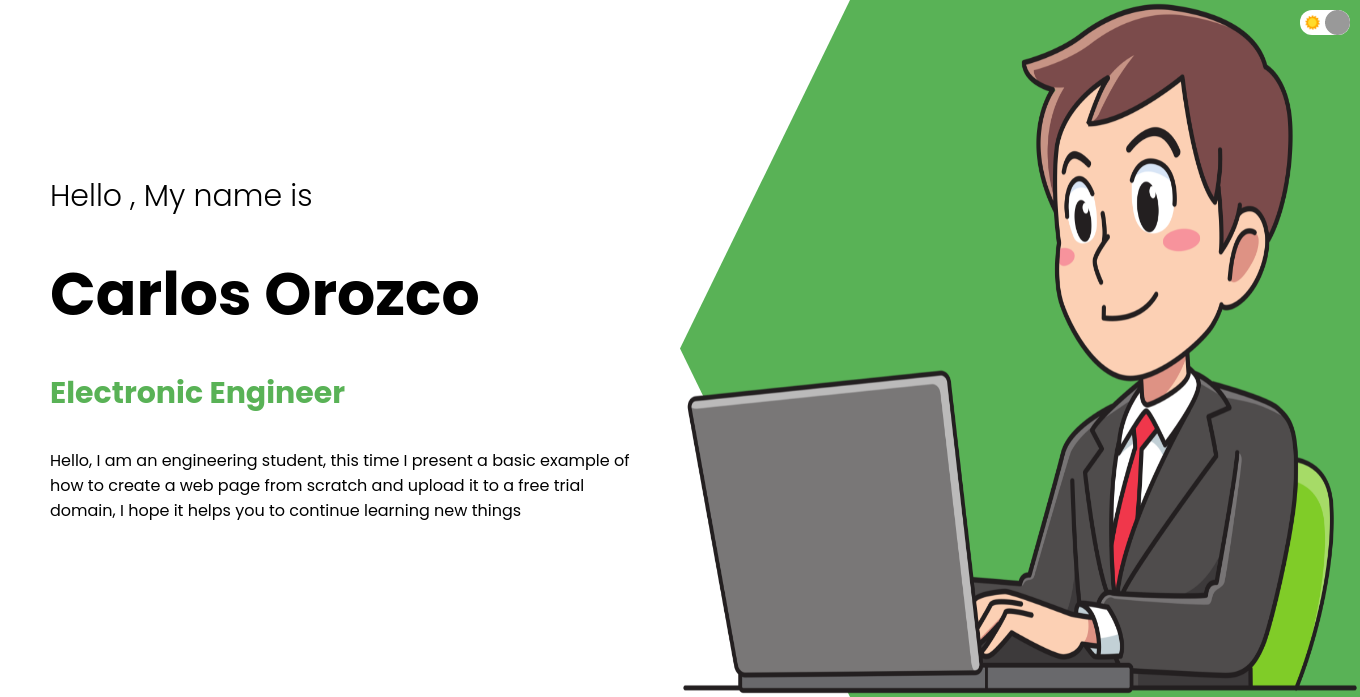 Hello , My name is
Carlos Orozco
Electronic Engineer
Hello, I am an engineering student, this time I present a basic example of
how to create a web page from scratch and upload it to a free trial
domain, I hope it helps you to continue learning new things